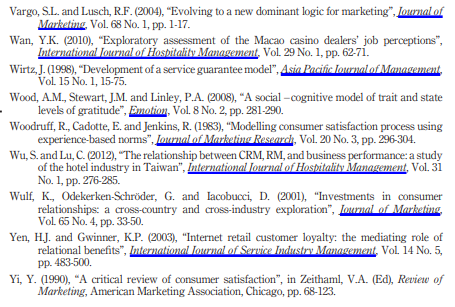 Vargo, S.L. and Lusch, R.F. (2004), “Evolving to a new dominant logic for marketing”, Journal of
Marketing, Vol. 68 No. 1, pp. 1-17.
Wan, Y.K. (2010), “Exploratory assessment of the Macao casino dealers’ job perceptions”,
International Journal of Hospitality Management, Vol. 29 No. 1, pp. 62-71.
Wirtz, J. (1998), “Development of a service guarantee model”, Asia Pacific Journal of Management,
Vol. 15 No. 1, 15-75.
Wood, A.M., Stewart, J.M. and Linley, P.A. (2008), “A social –cognitive model of trait and state
levels of gratitude”, Emotion, Vol. 8 No. 2, pp. 281-290.
Woodruff, R., Cadotte, E. and Jenkins, R. (1983), “Modelling consumer satisfaction process using
experience-based norms”, Journal of Marketing Research, Vol. 20 No. 3, pp. 296-304.
Wu, S. and Lu, C. (2012), “The relationship between CRM, RM, and business performance: a study
of the hotel industry in Taiwan”, International Journal of Hospitality Management, Vol. 31
No. 1, pp. 276-285.
Wulf, K., Odekerken-Schröder, G. and Iacobucci, D. (2001), “Investments in consumer
relationships: a cross-country and cross-industry exploration”, Journal of Marketing,
Vol. 65 No. 4, pp. 33-50.
Yen, H.J. and Gwinner, K.P. (2003), “Internet retail customer loyalty: the mediating role of
relational benefits”, International Journal of Service Industry Management, Vol. 14 No. 5,
pp. 483-500.
Yi, Y. (1990), “A critical review of consumer satisfaction”, in Zeithaml, V.A. (Ed), Review of
Marketing, American Marketing Association, Chicago, pp. 68-123.